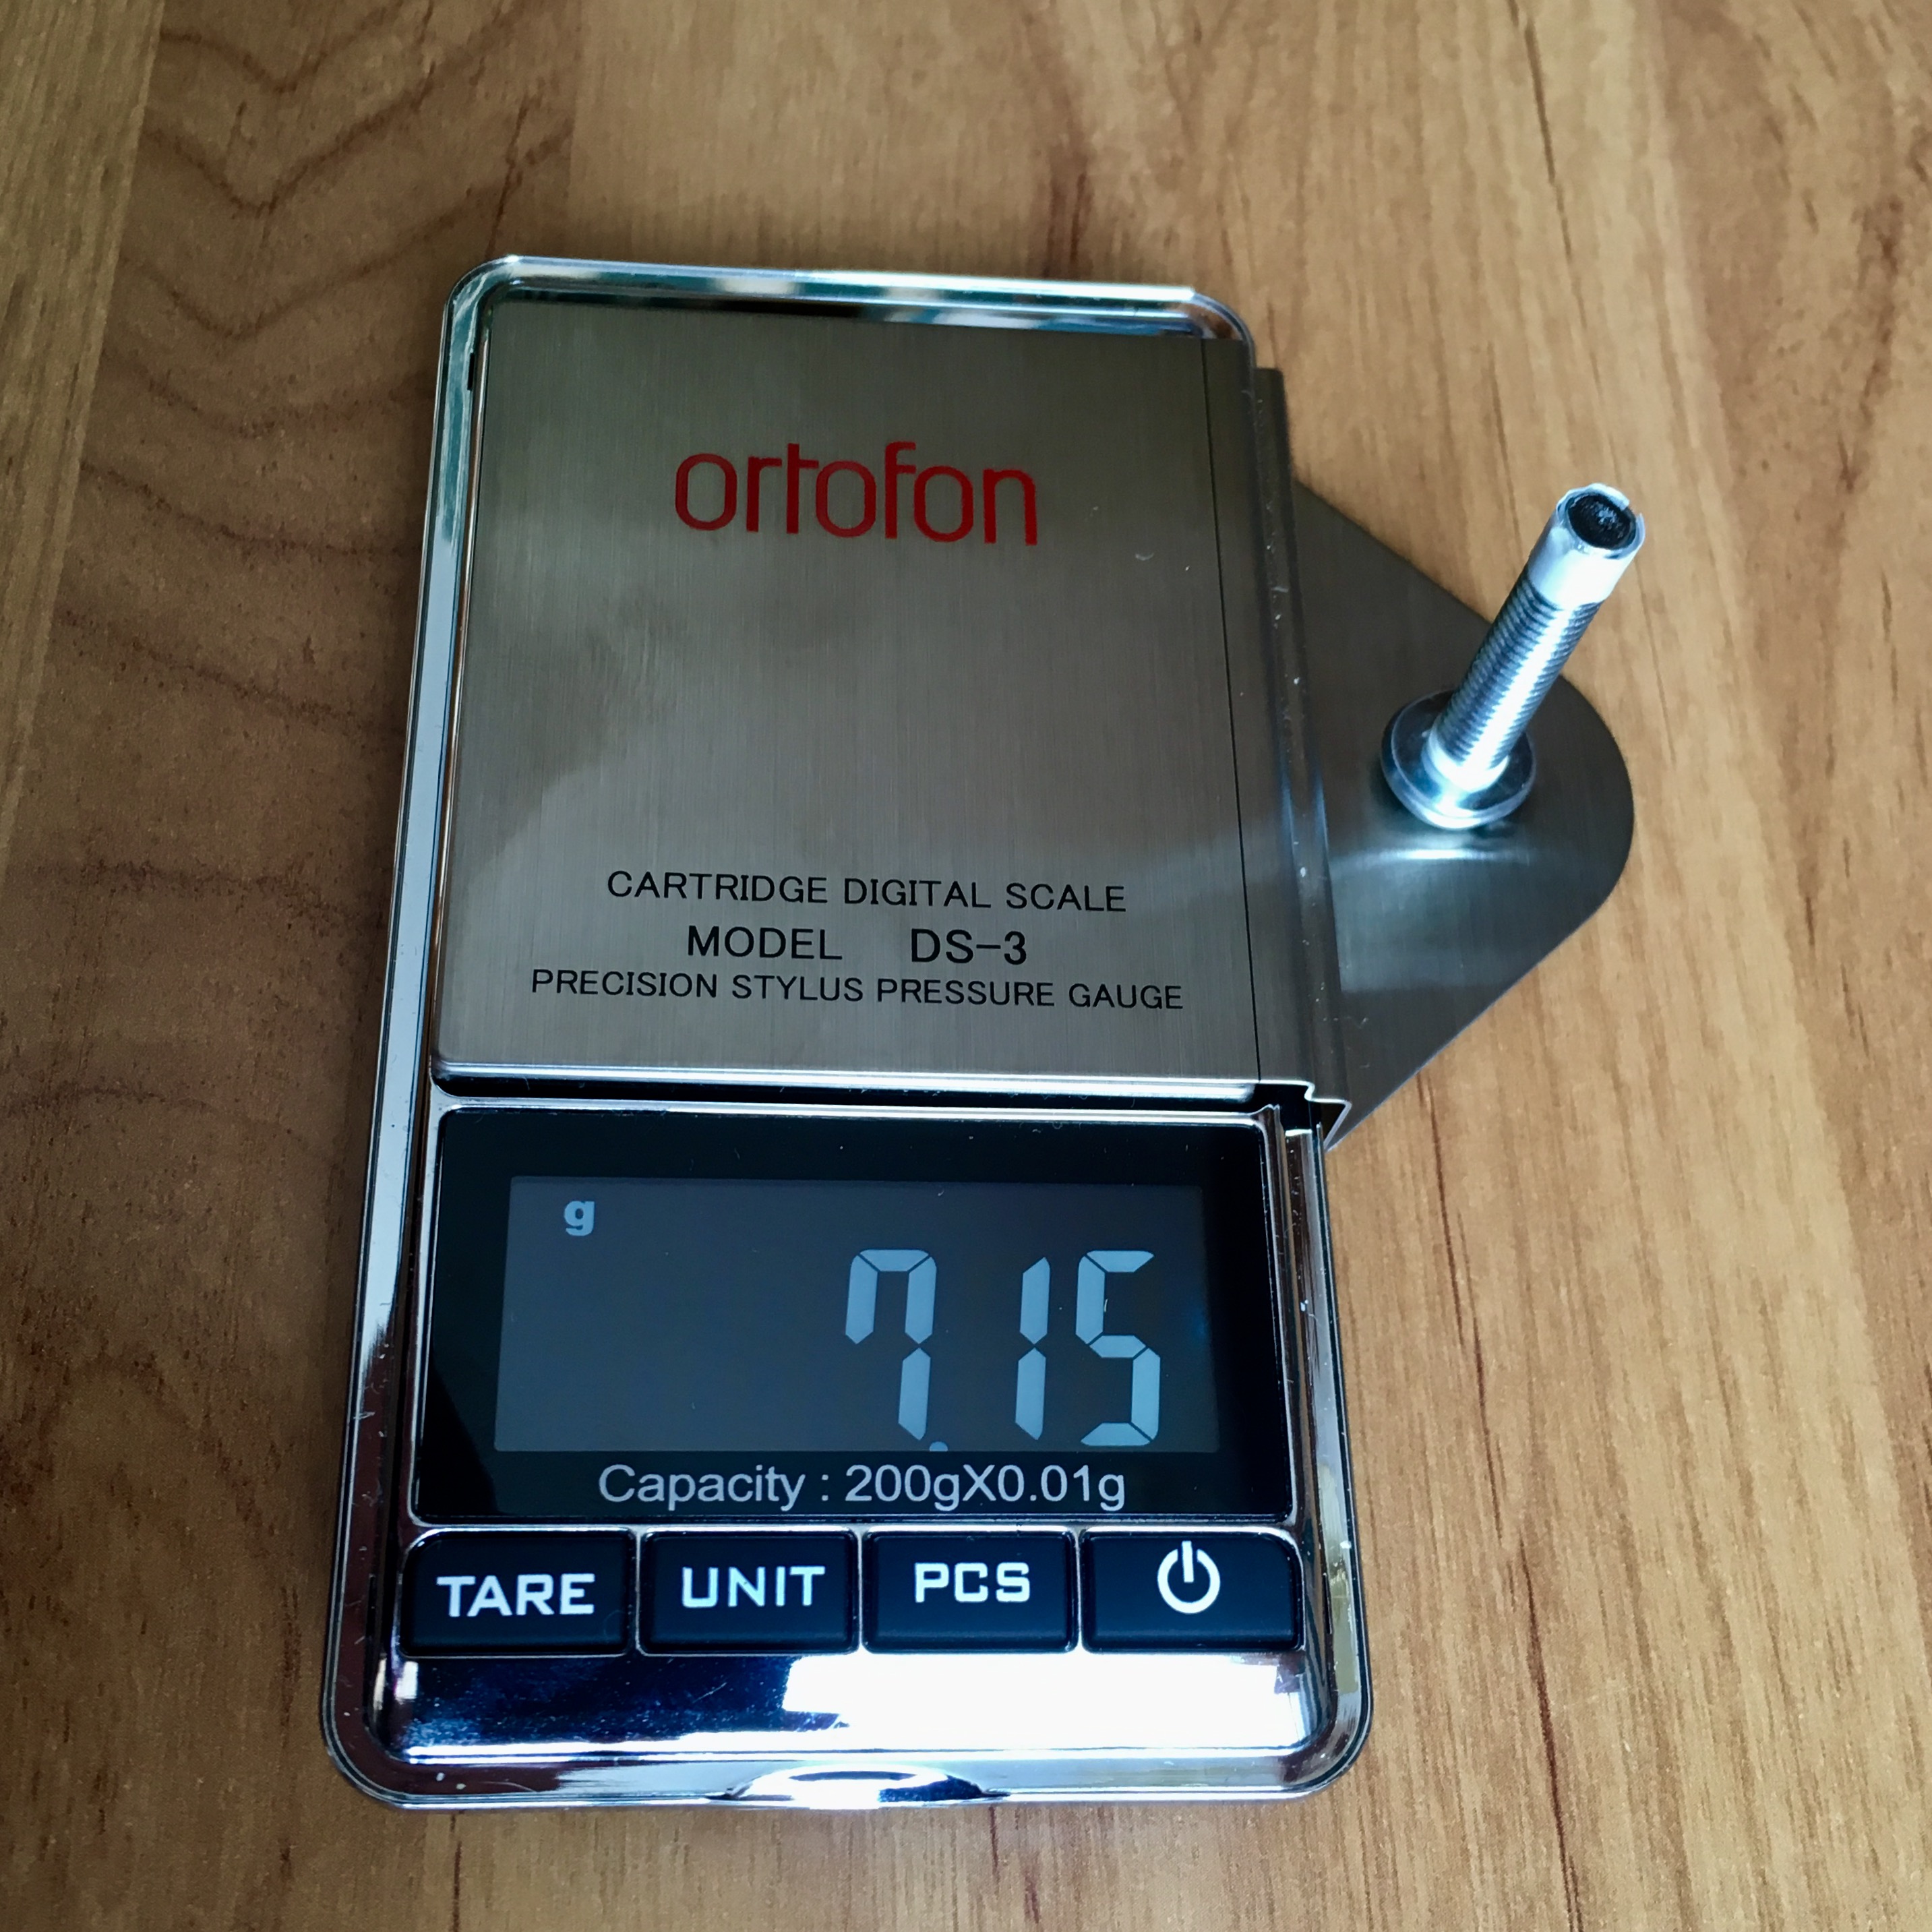 ortofon
CARTRIDGE DIGITAL SCALE
MODEL DS-3
PRECISION STYLUS PRESSURE GAUGE
g
7.15
Capacity : 200gX0.01g
TARE UNIT PCS